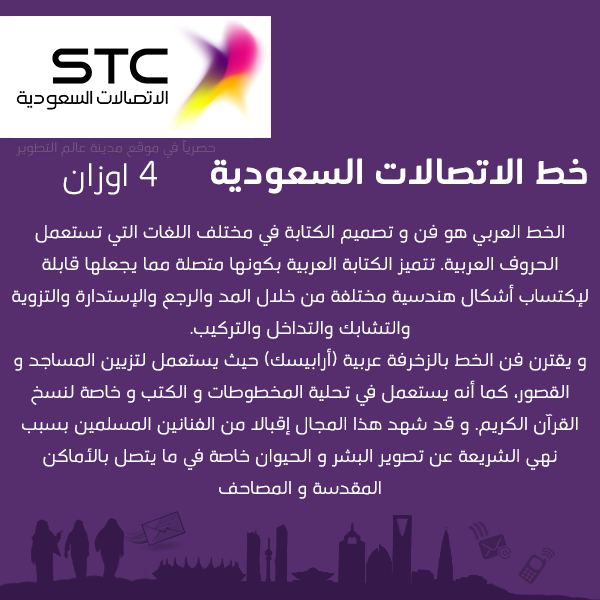 STC
الاتصالات السعودية
حصرياً في موقع مدينة عالم التطوير
خط الاتصالات السعودية 4 اوزان
الخط العربي هو فن و تصميم الكتابة في مختلف اللغات التي تستعمل
الحروف العربية. تتميز الكتابة العربية بكونها متصلة مما يجعلها قابلة
لإكتساب أشكال هندسية مختلفة من خلال المد والرجع والإستدارة والتزوية
والتشابك والتداخل والتركيب.
و يقترن فن الخط بالزخرفة عربية (أرابيسك) حيث يستعمل لتزيين المساجد و
القصور، كما أنه يستعمل في تحلية المخطوطات و الكتب و خاصة لنسخ
القرآن الكريم. و قد شهد هذا المجال إقبالا من الفنانين المسلمين بسبب
نهي الشريعة عن تصوير البشر و الحيوان خاصة في ما يتصل بالأماكن
المقدسة و المصاحف